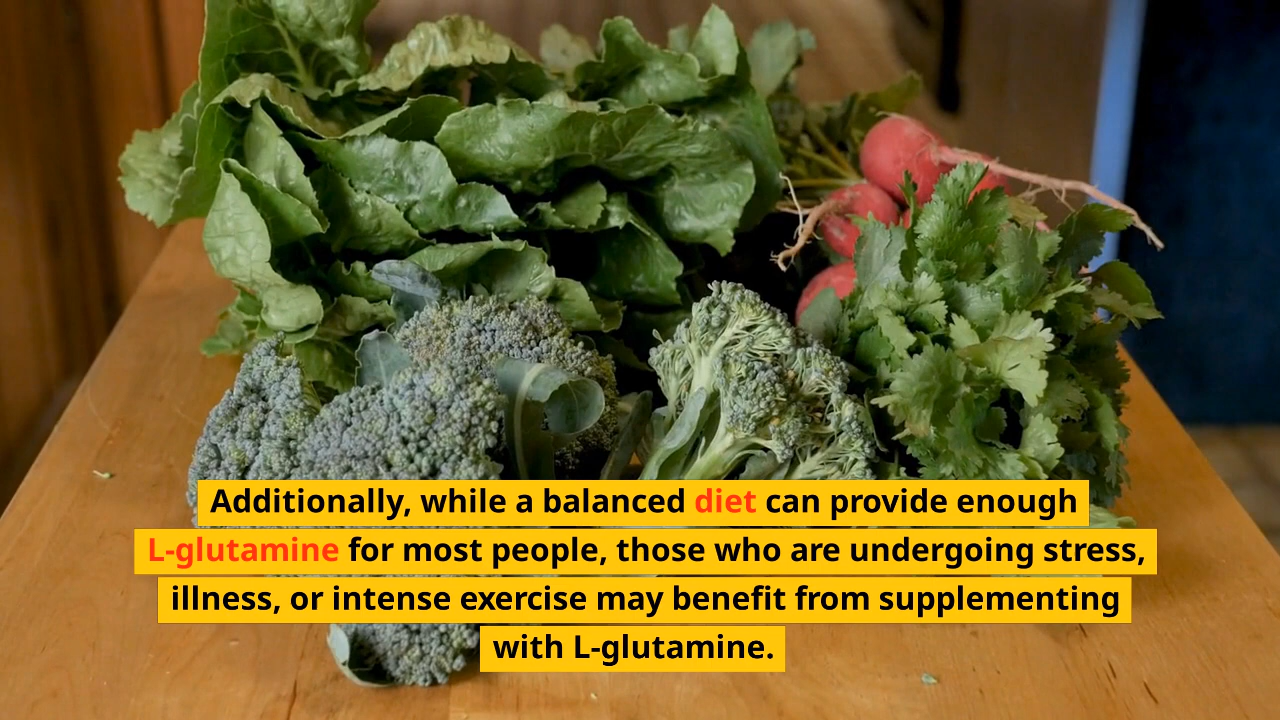 Additionally, while a balanced diet can provide enough
L-glutamine for most people, those who are undergoing stress,
illness, or intense exercise may benefit from supplementing
with L-glutamine.